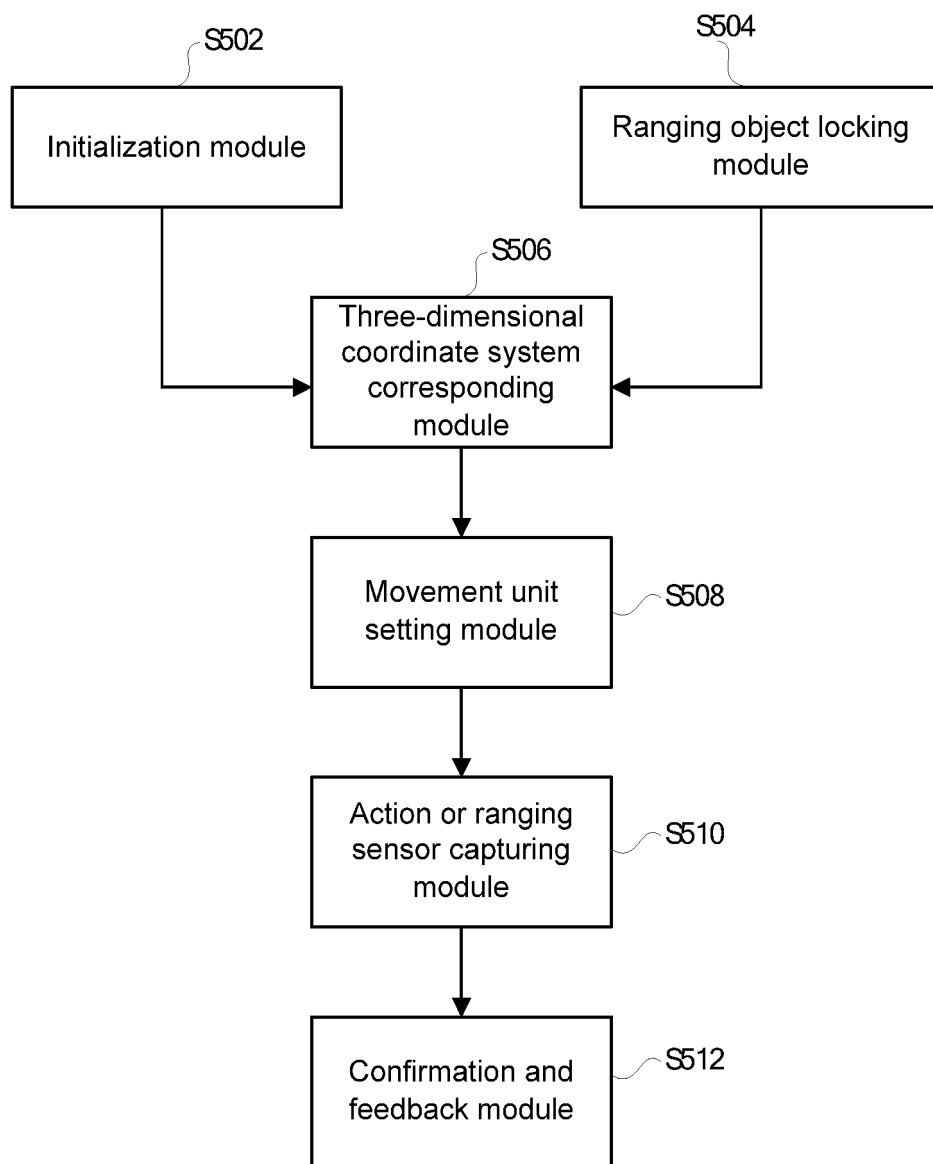 S502
S504
Initialization module
Ranging object locking
module
S506
Three-dimensional
coordinate system
corresponding
module
Movement unit
setting module
S508
Action or ranging
sensor capturing
module
S510
Confirmation and
feedback module
S512